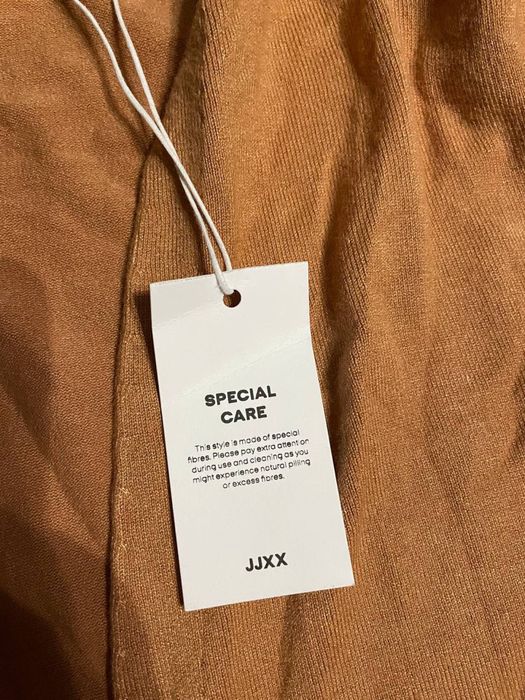 SPECIAL
CARE
This style is made of special
fibres. Please pay extra attention
during use and cleaning as you
might experience natural pilling
or excess fibres.
JJXX